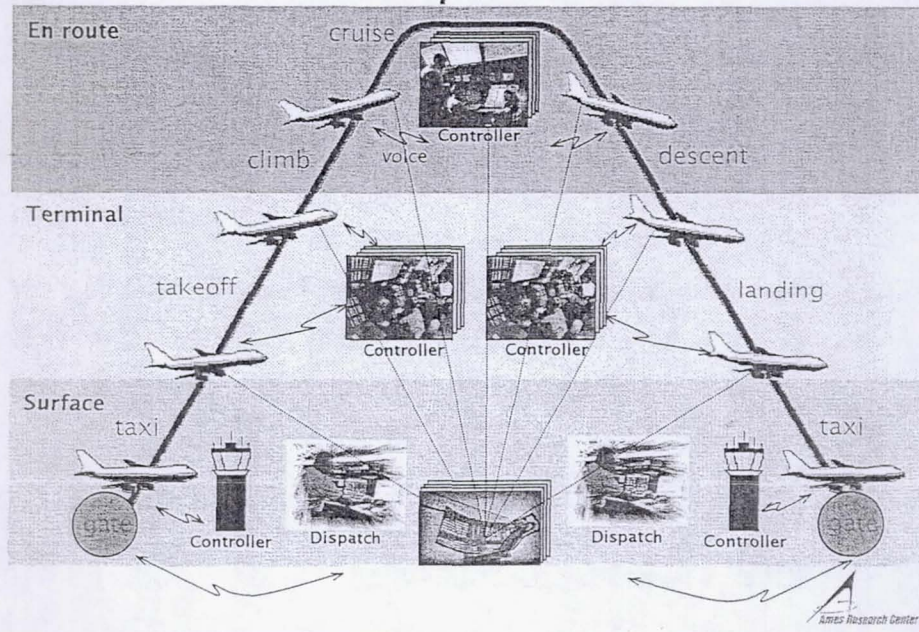 En route
cruise
Controller
climb
voice
descent
Terminal
takeoff
landing
Controller
Controller
Surface
taxi
taxi
gate
Controller
Dispatch
Dispatch
Controller
gate
Ames Research Center